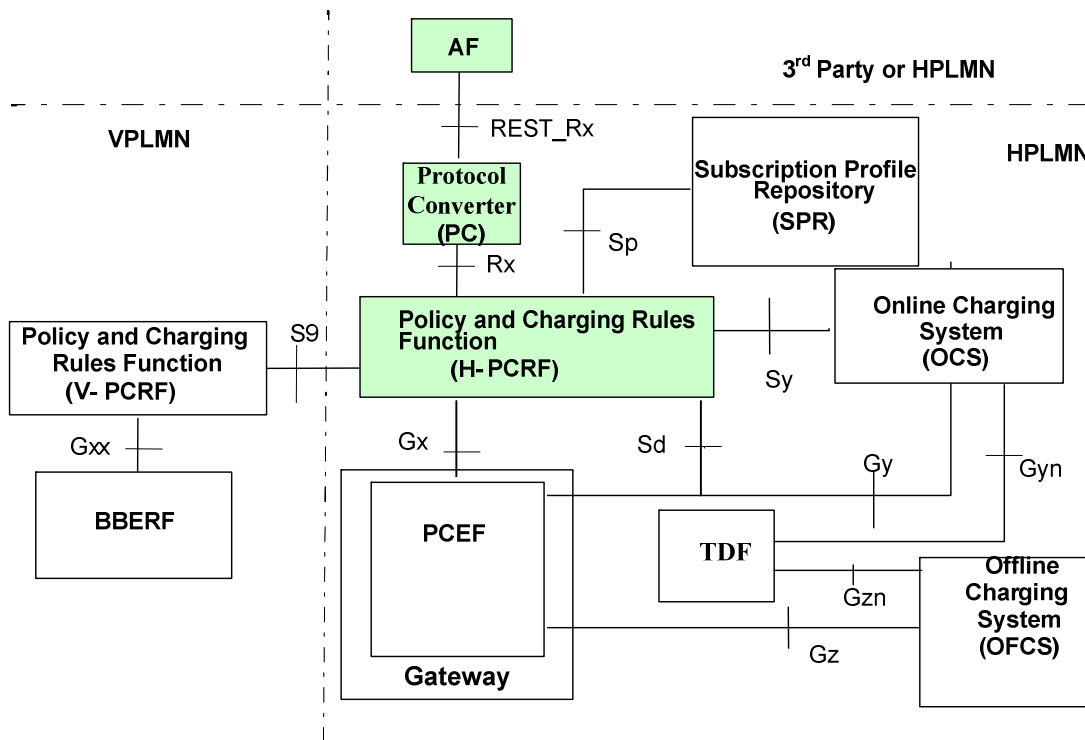 AF
3rd Party or HPLMN
REST_Rx
VPLMN
HPLMN
Protocol
Converter
(PC)
Subscription Profile
Repository
(SPR)
Sp
Rx
Policy and Charging Rules
Function
(H- PCRF)
Online Charging
System
(OCS)
Sy
S9
Policy and Charging
Rules Function
(V- PCRF)
Gxx
BBERF
Gx
Sd
Gy
Gyn
PCEF
Gateway
TDF
Gzn
Gz
Offline
Charging
System
(OFCS)